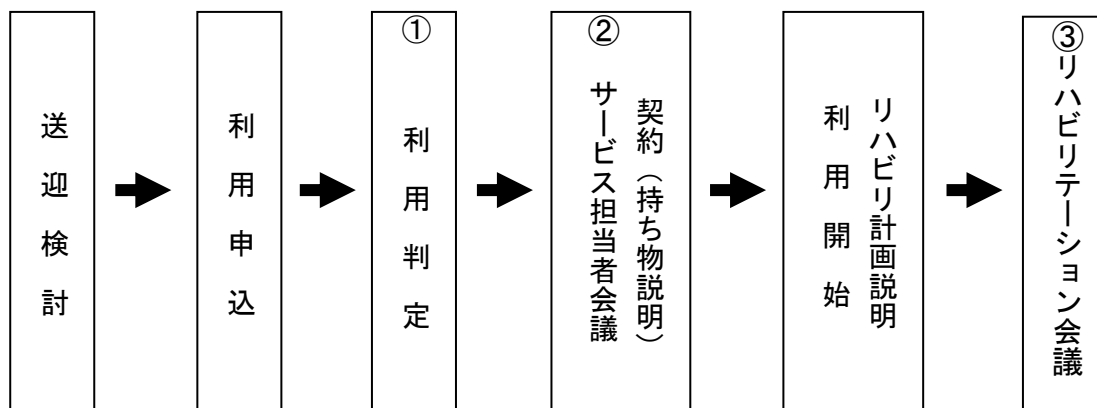 送迎検討
利用申込
①
利用判定
②
契約（持ち物説明）
サービス担当者会議
リハビリ計画説明
利用開始
③
リハビリテーション会議